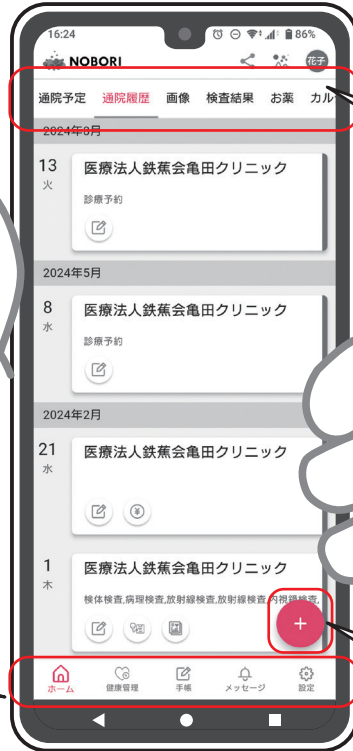 16:24 86%
NOBORI 花子
通院予定 通院履歴 画像 検査結果 お薬 カル
2024年8月
13 医療法人鉄蕉会亀田クリニック
火
診療予約
2024年5月
8 医療法人鉄蕉会亀田クリニック
水
診療予約
2024年2月
21 医療法人鉄蕉会亀田クリニック
水
1 医療法人鉄蕉会亀田クリニック
木
検体検査,病理検査,放射線検査,放射線検査,内視鏡検査,
ホーム 健康管理 手帳 メッセージ 設定